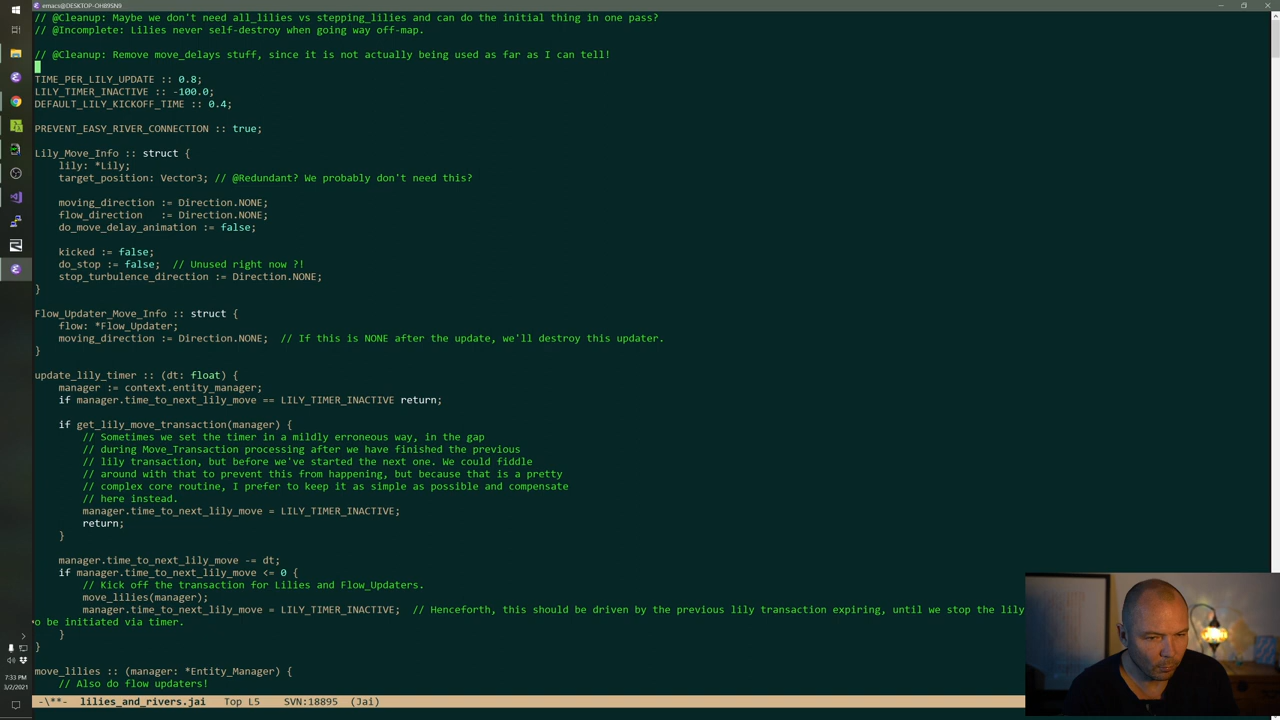 emacs@DESKTOP-OH89SN9
// @Cleanup: Maybe we don't need all_lilies vs stepping_lilies and can do the initial thing in one pass?
// @Incomplete: Lilies never self-destroy when going way off-map.
// @Cleanup: Remove move_delays stuff, since it is not actually being used as far as I can tell!
TIME_PER_LILY_UPDATE :: 0.8;
LILY_TIMER_INACTIVE :: -100.0;
DEFAULT_LILY_KICKOFF_TIME :: 0.4;
PREVENT_EASY_RIVER_CONNECTION :: true;
Lily_Move_Info :: struct {
lily: *Lily;
target_position: Vector3; // @Redundant? We probably don't need this?
moving_direction := Direction.NONE;
flow_direction   := Direction.NONE;
do_move_delay_animation := false;
kicked := false;
do_stop := false;  // Unused right now ?!
stop_turbulence_direction := Direction.NONE;
}
Flow_Updater_Move_Info :: struct {
flow: *Flow_Updater;
moving_direction := Direction.NONE;  // If this is NONE after the update, we'll destroy this updater.
}
update_lily_timer :: (dt: float) {
manager := context.entity_manager;
if manager.time_to_next_lily_move == LILY_TIMER_INACTIVE return;
if get_lily_move_transaction(manager) {
// Sometimes we set the timer in a mildly erroneous way, in the gap
// during Move_Transaction processing after we have finished the previous
// lily transaction, but before we've started the next one. We could fiddle
// around with that to prevent this from happening, but because that is a pretty
// complex core routine, I prefer to keep it as simple as possible and compensate
// here instead.
manager.time_to_next_lily_move = LILY_TIMER_INACTIVE;
return;
}
manager.time_to_next_lily_move -= dt;
if manager.time_to_next_lily_move <= 0 {
// Kick off the transaction for Lilies and Flow_Updaters.
move_lilies(manager);
manager.time_to_next_lily_move = LILY_TIMER_INACTIVE;  // Henceforth, this should be driven by the previous lily transaction expiring, until we stop the lily
o be initiated via timer.
}
}
move_lilies :: (manager: *Entity_Manager) {
// Also do flow updaters!
-\**-  lilies_and_rivers.jai   Top L5    SVN:18895  (Jai)
7:33 PM
5/2/2021